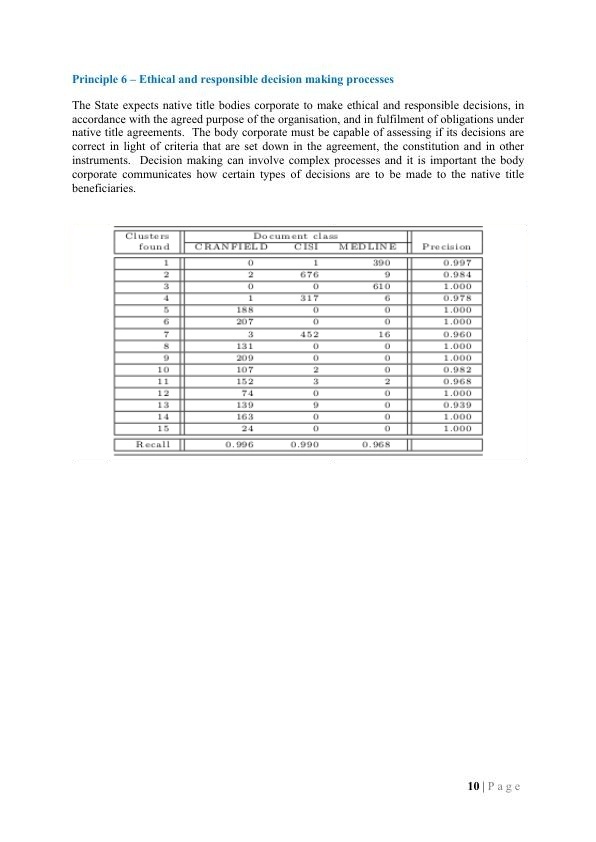 Principle 6 – Ethical and responsible decision making processes
The State expects native title bodies corporate to make ethical and responsible decisions, in
accordance with the agreed purpose of the organisation, and in fulfilment of obligations under
native title agreements.  The body corporate must be capable of assessing if its decisions are
correct in light of criteria that are set down in the agreement, the constitution and in other
instruments.  Decision making can involve complex processes and it is important the body
corporate communicates how certain types of decisions are to be made to the native title
beneficiaries.
Clusters Document class
found CRANFIELD CISI MEDLINE Precision
1 0 1 390 0.997
2 2 676 9 0.984
3 0 0 610 1.000
4 1 317 6 0.978
5 188 0 0 1.000
6 207 0 0 1.000
7 3 452 16 0.960
8 131 0 0 1.000
9 209 0 0 1.000
10 107 2 0 0.982
11 152 3 2 0.968
12 74 0 0 1.000
13 139 9 0 0.939
14 163 0 0 1.000
15 24 0 0 1.000
Recall 0.996 0.990 0.968
10 | Page